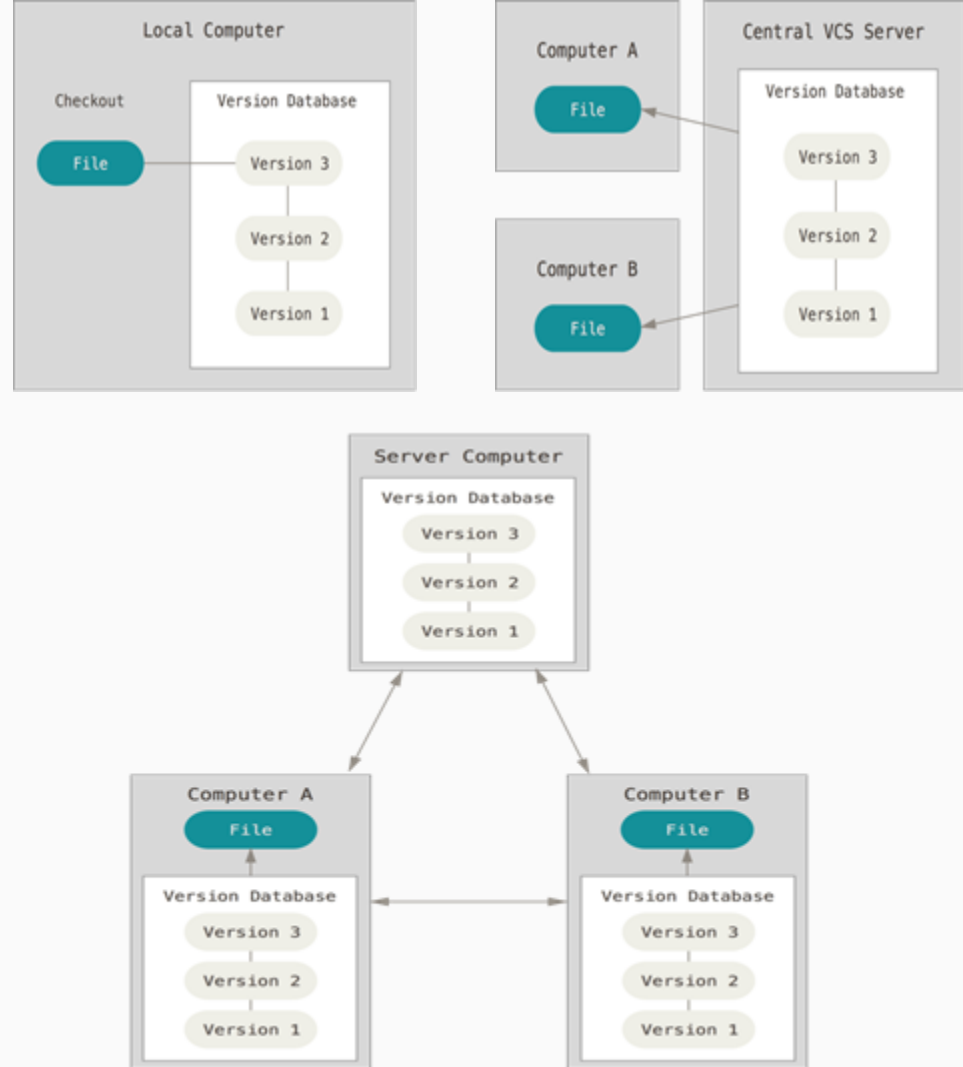 Local Computer
Checkout
File
Version Database
Version 3
Version 2
Version 1
Computer A
File
Computer B
File
Central VCS Server
Version Database
Version 3
Version 2
Version 1
Server Computer
Version Database
Version 3
Version 2
Version 1
Computer A
File
Version Database
Version 3
Version 2
Version 1
Computer B
File
Version Database
Version 3
Version 2
Version 1